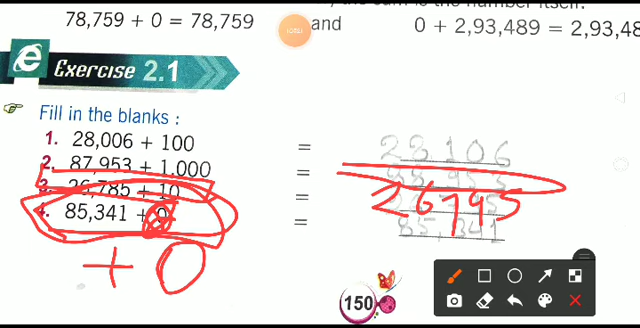 78,759 + 0 = 78,759
and
0 + 2,93,489 = 2,93,48
e Exercise 2.1
Fill in the blanks :
1. 28,006 + 100 = 28106
2. 87,953 + 1,000 =
3. 26,785 + 10 = 26795
4. 85,341 + 0 = 85,341
+ 0
150